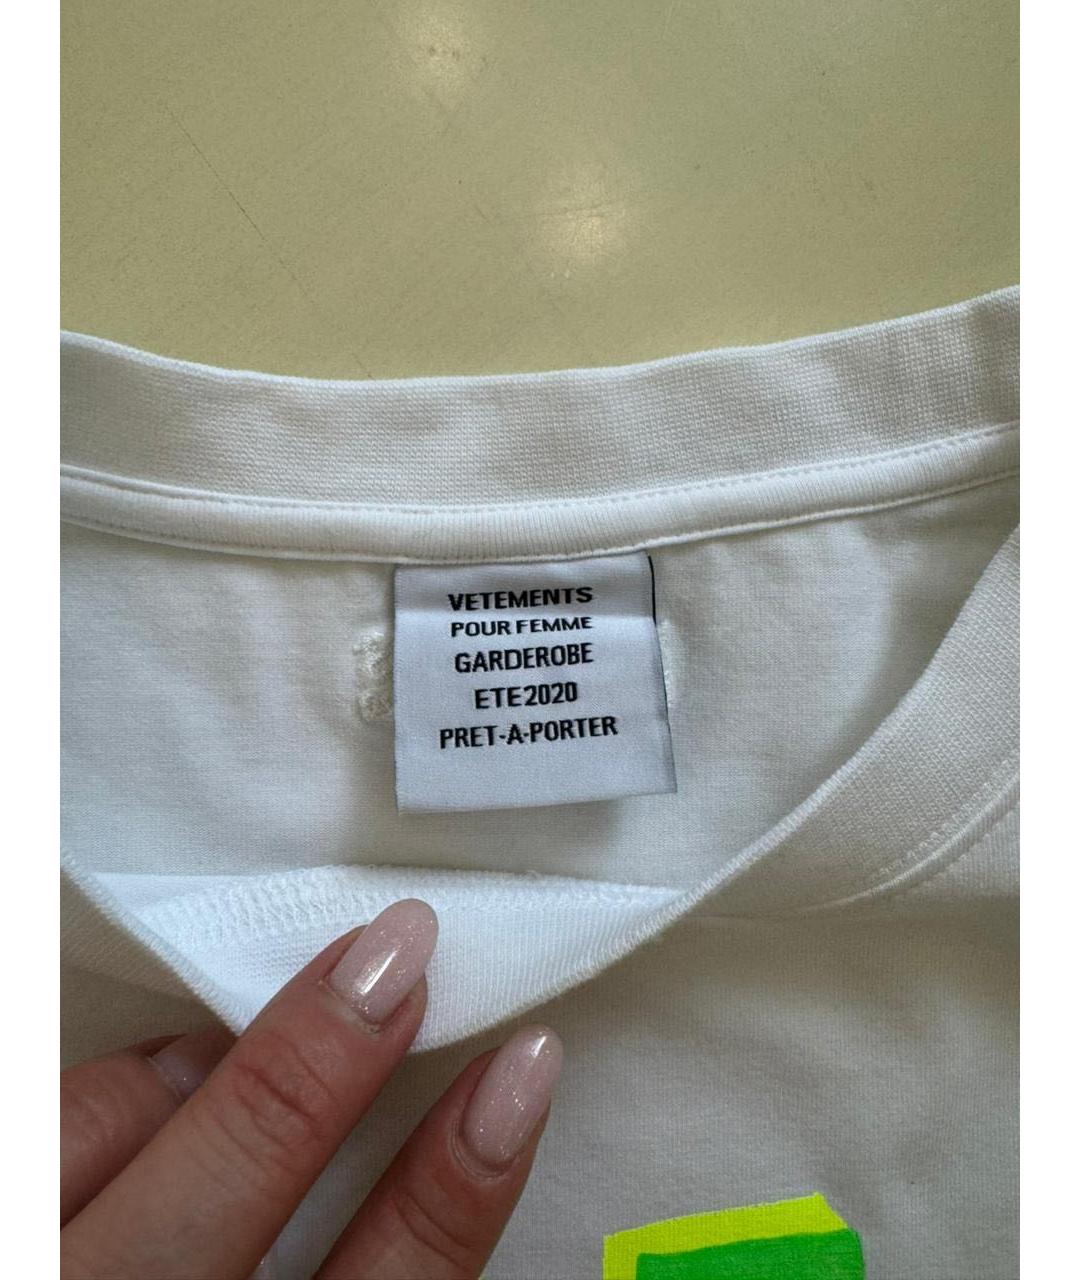 VETEMENTS
POUR FEMME
GARDEROBE
ETE2020
PRET-A-PORTER